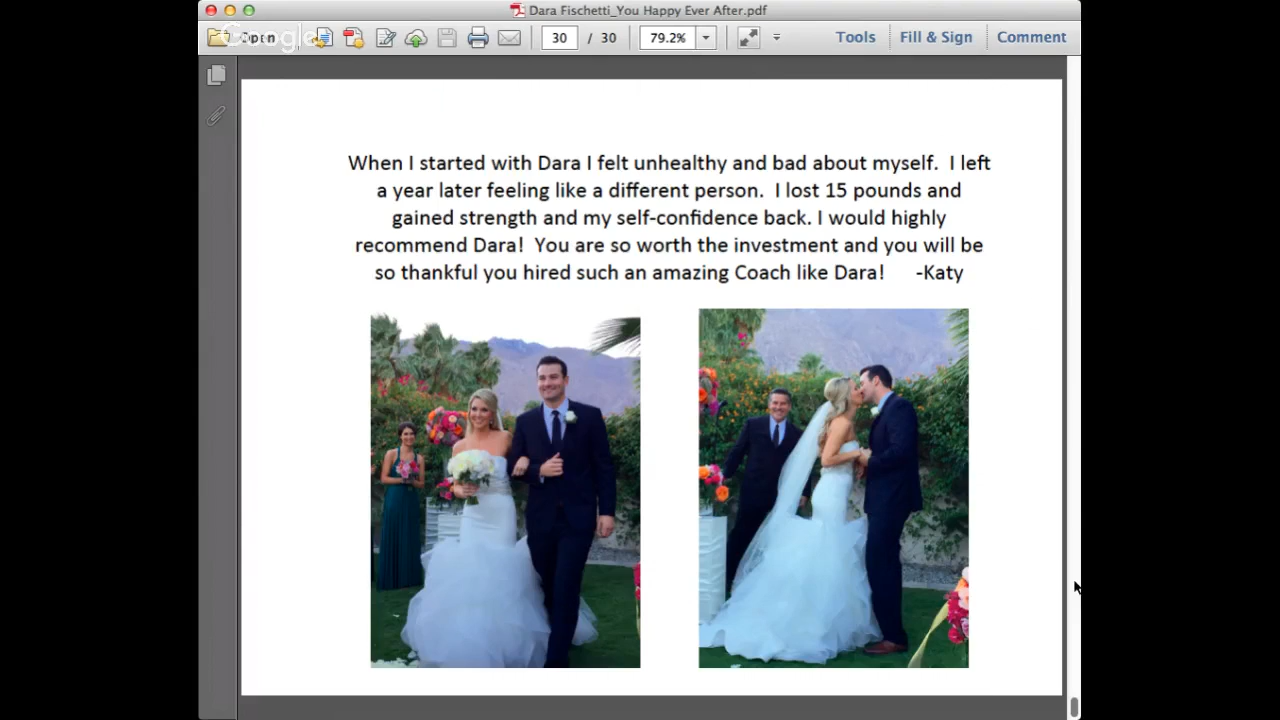 Dara Fischetti_You Happy Ever After.pdf
Google
Open
30 / 30
79.2%
Tools
Fill & Sign
Comment
When I started with Dara I felt unhealthy and bad about myself.  I left
a year later feeling like a different person.  I lost 15 pounds and
gained strength and my self-confidence back. I would highly
recommend Dara!  You are so worth the investment and you will be
so thankful you hired such an amazing Coach like Dara!      -Katy